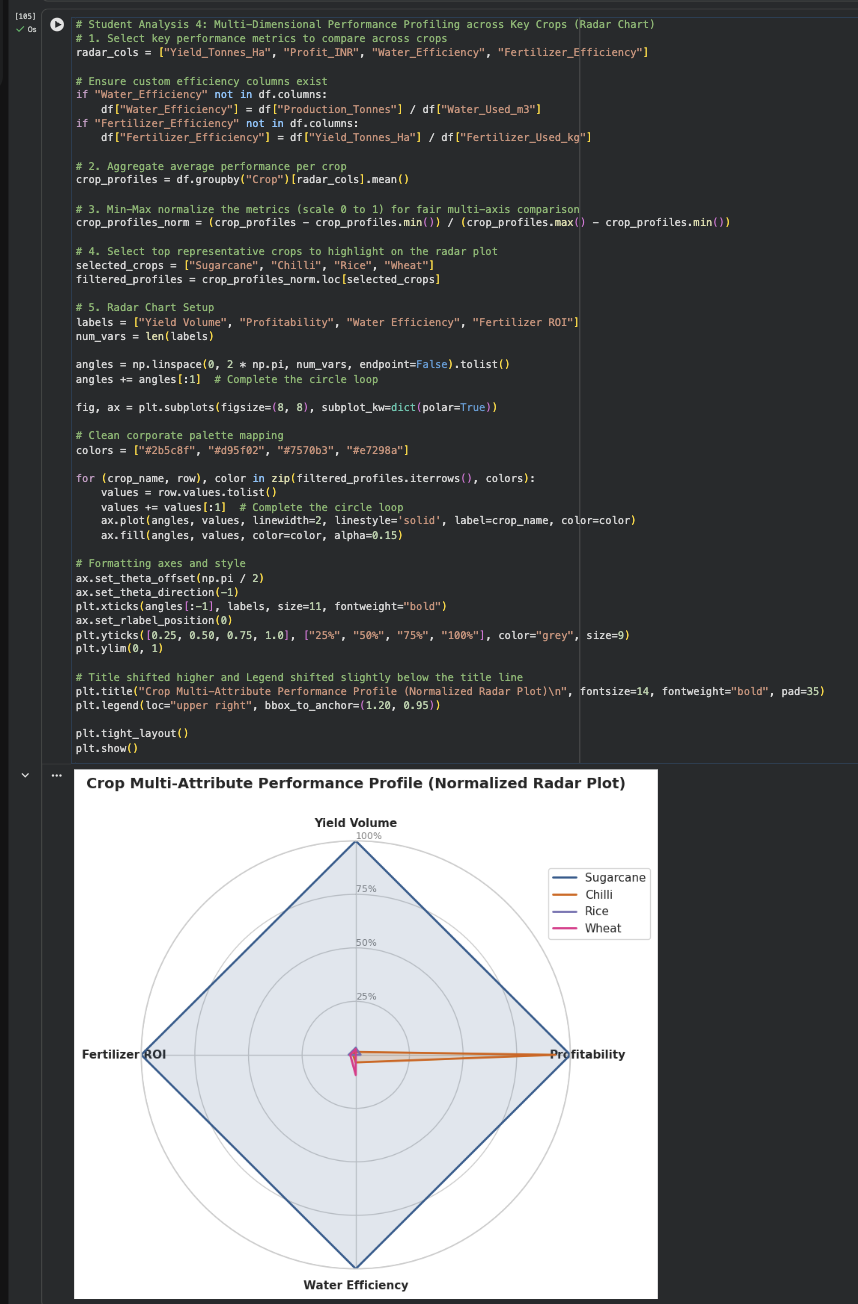 [105]
0s
# Student Analysis 4: Multi-Dimensional Performance Profiling across Key Crops (Radar Chart)
# 1. Select key performance metrics to compare across crops
radar_cols = ["Yield_Tonnes_Ha", "Profit_INR", "Water_Efficiency", "Fertilizer_Efficiency"]
# Ensure custom efficiency columns exist
if "Water_Efficiency" not in df.columns:
    df["Water_Efficiency"] = df["Production_Tonnes"] / df["Water_Used_m3"]
if "Fertilizer_Efficiency" not in df.columns:
    df["Fertilizer_Efficiency"] = df["Yield_Tonnes_Ha"] / df["Fertilizer_Used_kg"]
# 2. Aggregate average performance per crop
crop_profiles = df.groupby("Crop")[radar_cols].mean()
# 3. Min-Max normalize the metrics (scale 0 to 1) for fair multi-axis comparison
crop_profiles_norm = (crop_profiles - crop_profiles.min()) / (crop_profiles.max() - crop_profiles.min())
# 4. Select top representative crops to highlight on the radar plot
selected_crops = ["Sugarcane", "Chilli", "Rice", "Wheat"]
filtered_profiles = crop_profiles_norm.loc[selected_crops]
# 5. Radar Chart Setup
labels = ["Yield Volume", "Profitability", "Water Efficiency", "Fertilizer ROI"]
num_vars = len(labels)
angles = np.linspace(0, 2 * np.pi, num_vars, endpoint=False).tolist()
angles += angles[:1]  # Complete the circle loop
fig, ax = plt.subplots(figsize=(8, 8), subplot_kw=dict(polar=True))
# Clean corporate palette mapping
colors = ["#2b5c8f", "#d95f02", "#7570b3", "#e7298a"]
for (crop_name, row), color in zip(filtered_profiles.iterrows(), colors):
    values = row.values.tolist()
    values += values[:1]  # Complete the circle loop
    ax.plot(angles, values, linewidth=2, linestyle='solid', label=crop_name, color=color)
    ax.fill(angles, values, color=color, alpha=0.15)
# Formatting axes and style
ax.set_theta_offset(np.pi / 2)
ax.set_theta_direction(-1)
plt.xticks(angles[:-1], labels, size=11, fontweight="bold")
ax.set_rlabel_position(0)
plt.yticks([0.25, 0.50, 0.75, 1.0], ["25%", "50%", "75%", "100%"], color="grey", size=9)
plt.ylim(0, 1)
# Title shifted higher and Legend shifted slightly below the title line
plt.title("Crop Multi-Attribute Performance Profile (Normalized Radar Plot)\n", fontsize=14, fontweight="bold", pad=35)
plt.legend(loc="upper right", bbox_to_anchor=(1.20, 0.95))
plt.tight_layout()
plt.show()
Crop Multi-Attribute Performance Profile (Normalized Radar Plot)
Yield Volume
100%
Sugarcane
Chilli
Rice
Wheat
75%
50%
25%
Fertilizer ROI
Profitability
Water Efficiency